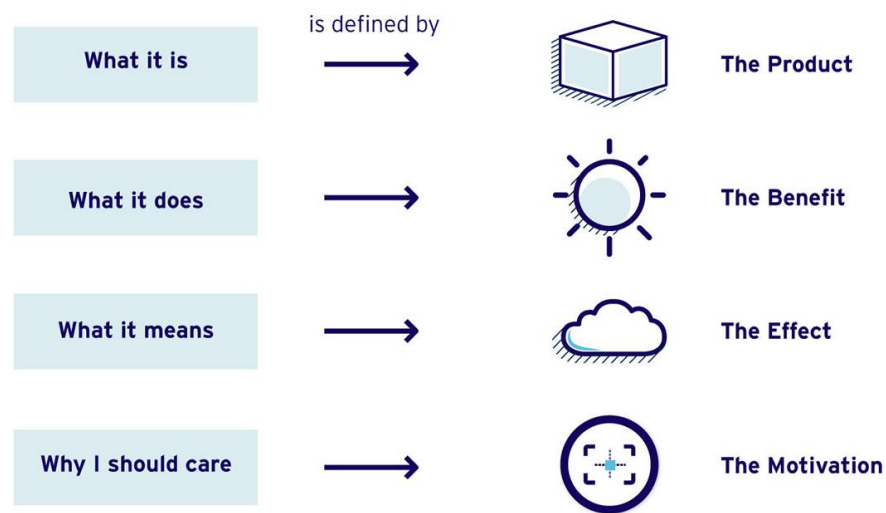 is defined by
What it is
The Product
What it does
The Benefit
What it means
The Effect
Why I should care
The Motivation